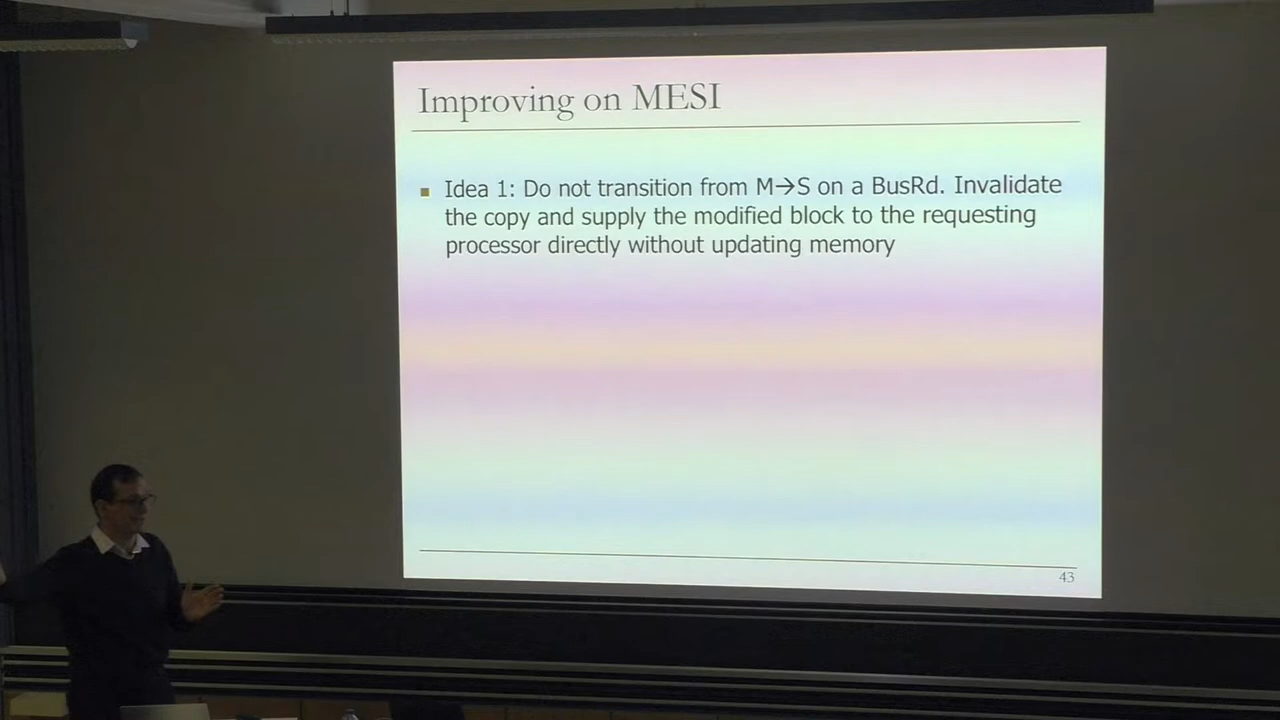 Improving on MESI
Idea 1: Do not transition from M→S on a BusRd. Invalidate
the copy and supply the modified block to the requesting
processor directly without updating memory
43